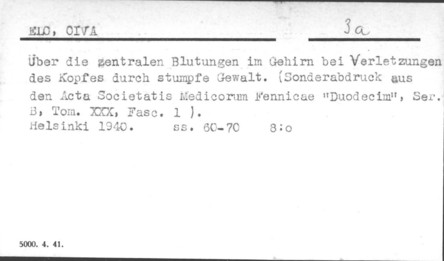 ELO, OIVA 3a
Über die zentralen Blutungen im Gehirn bei Verletzungen
des Kopfes durch stumpfe Gewalt. (Sonderabdruck aus
den Acta Societatis Medicorum Fennicae "Duodecim", Ser.
B, Tom. XXX, Fasc. 1 ).
Helsinki 1940. ss. 60-70 8:o
5000. 4. 41.